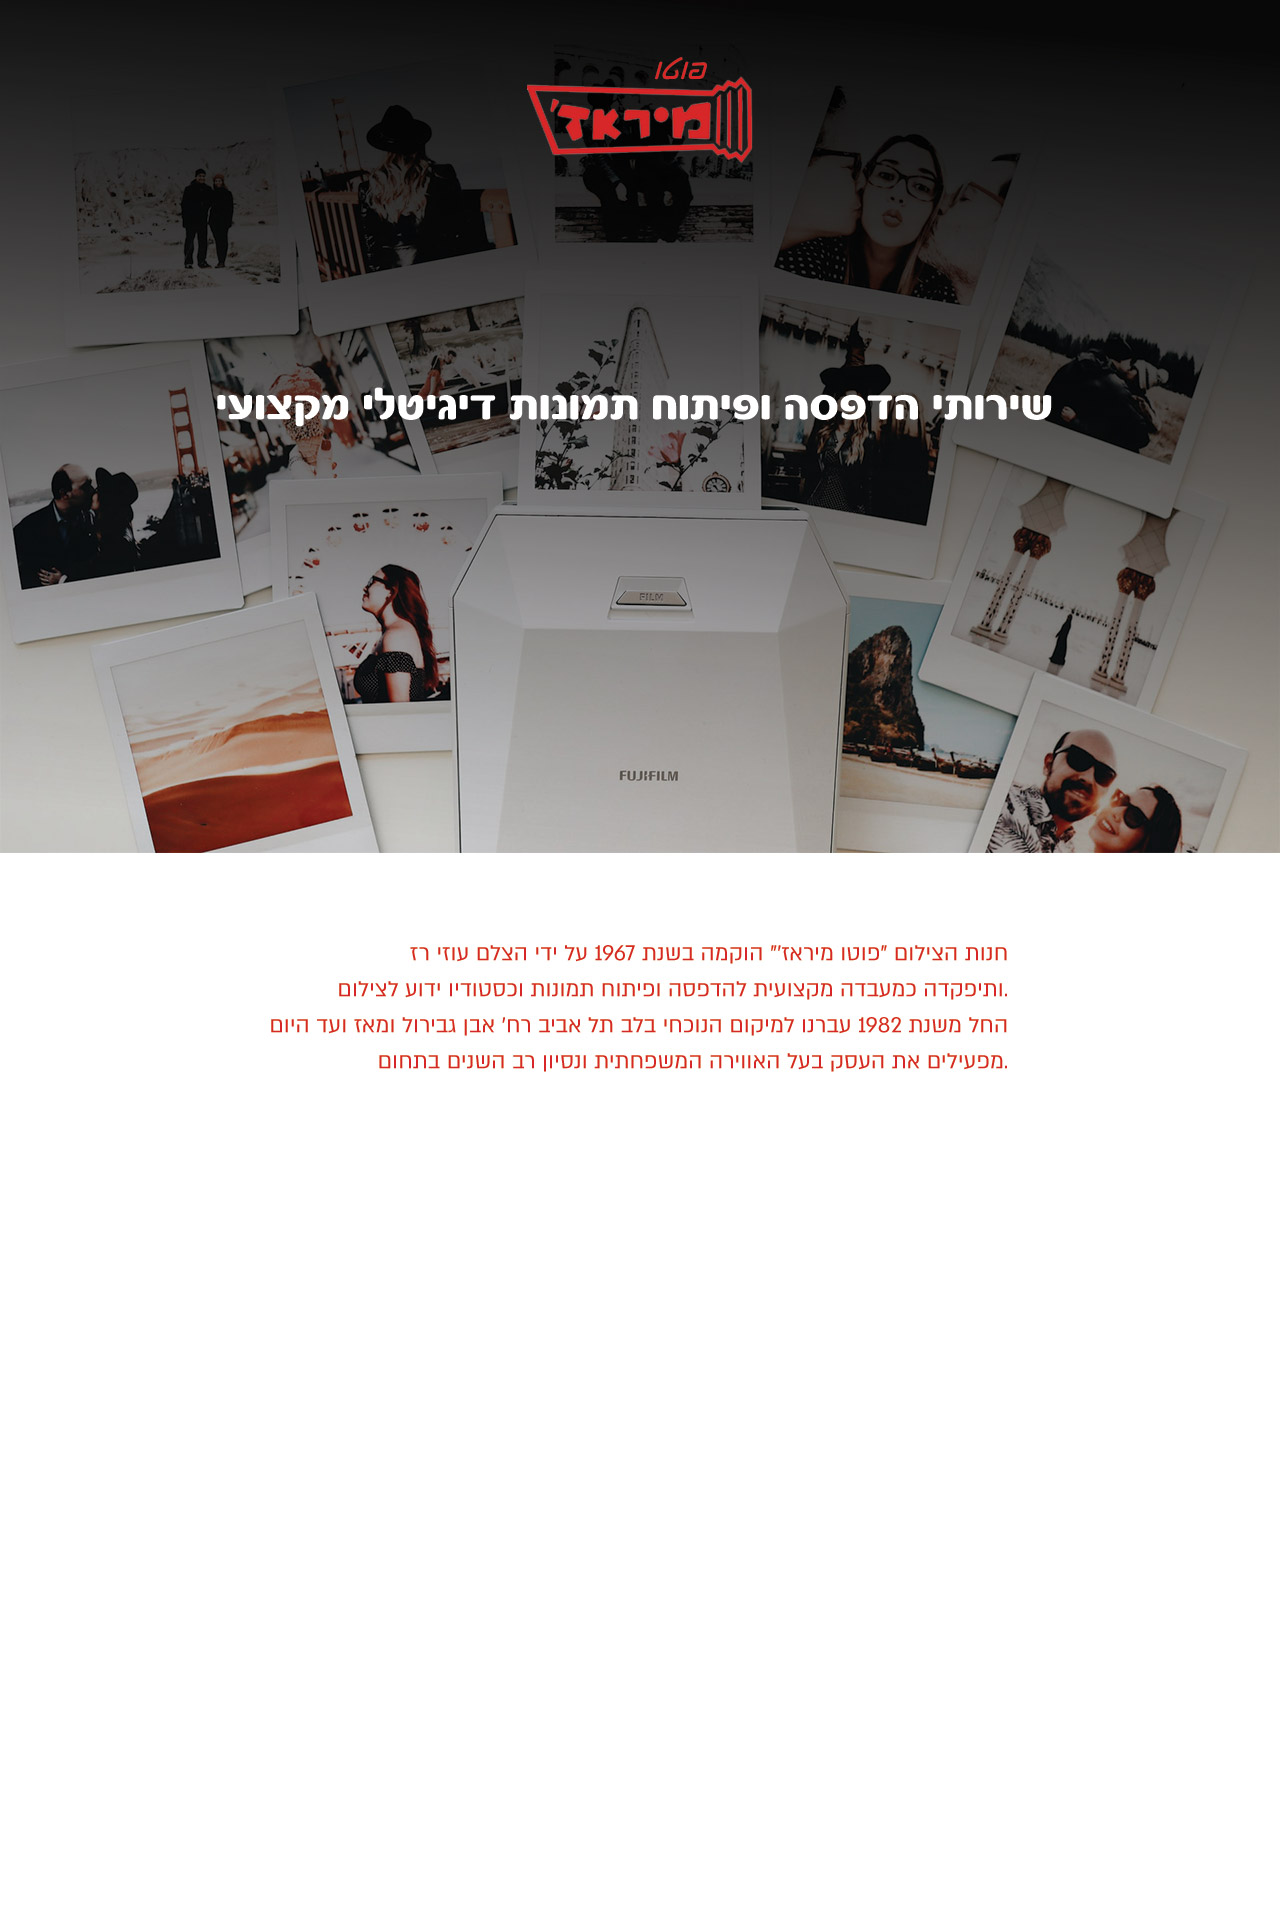 פוטו
מיראז'
שירותי הדפסה ופיתוח תמונות דיגיטלי מקצועי
FILM
FUJIFILM
חנות הצילום "פוטו מיראז'" הוקמה בשנת 1967 על ידי הצלם עוזי רז
ותיפקדה כמעבדה מקצועית להדפסה ופיתוח תמונות וכסטודיו ידוע לצילום.
החל משנת 1982 עברנו למיקום הנוכחי בלב תל אביב רח' אבן גבירול ומאז ועד היום
מפעילים את העסק בעל האווירה המשפחתית ונסיון רב השנים בתחום.